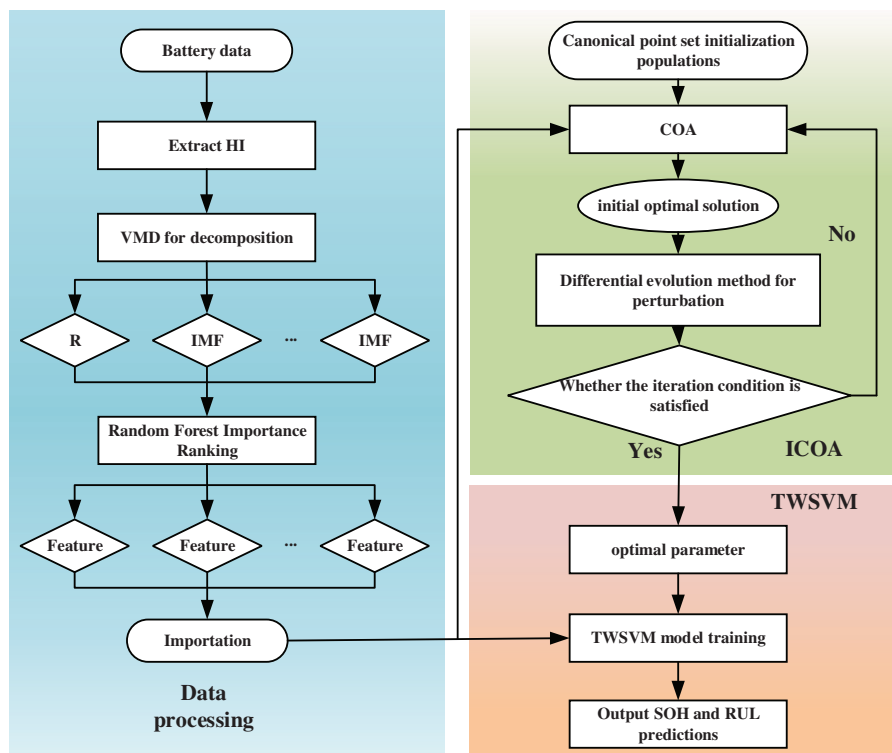 Battery data
Extract HI
VMD for decomposition
R
IMF
...
IMF
Random Forest Importance
Ranking
Feature
Feature
...
Feature
Importation
Data
processing
Canonical point set initialization
populations
COA
initial optimal solution
No
Differential evolution method for
perturbation
Whether the iteration condition is
satisfied
Yes
ICOA
TWSVM
optimal parameter
TWSVM model training
Output SOH and RUL
predictions